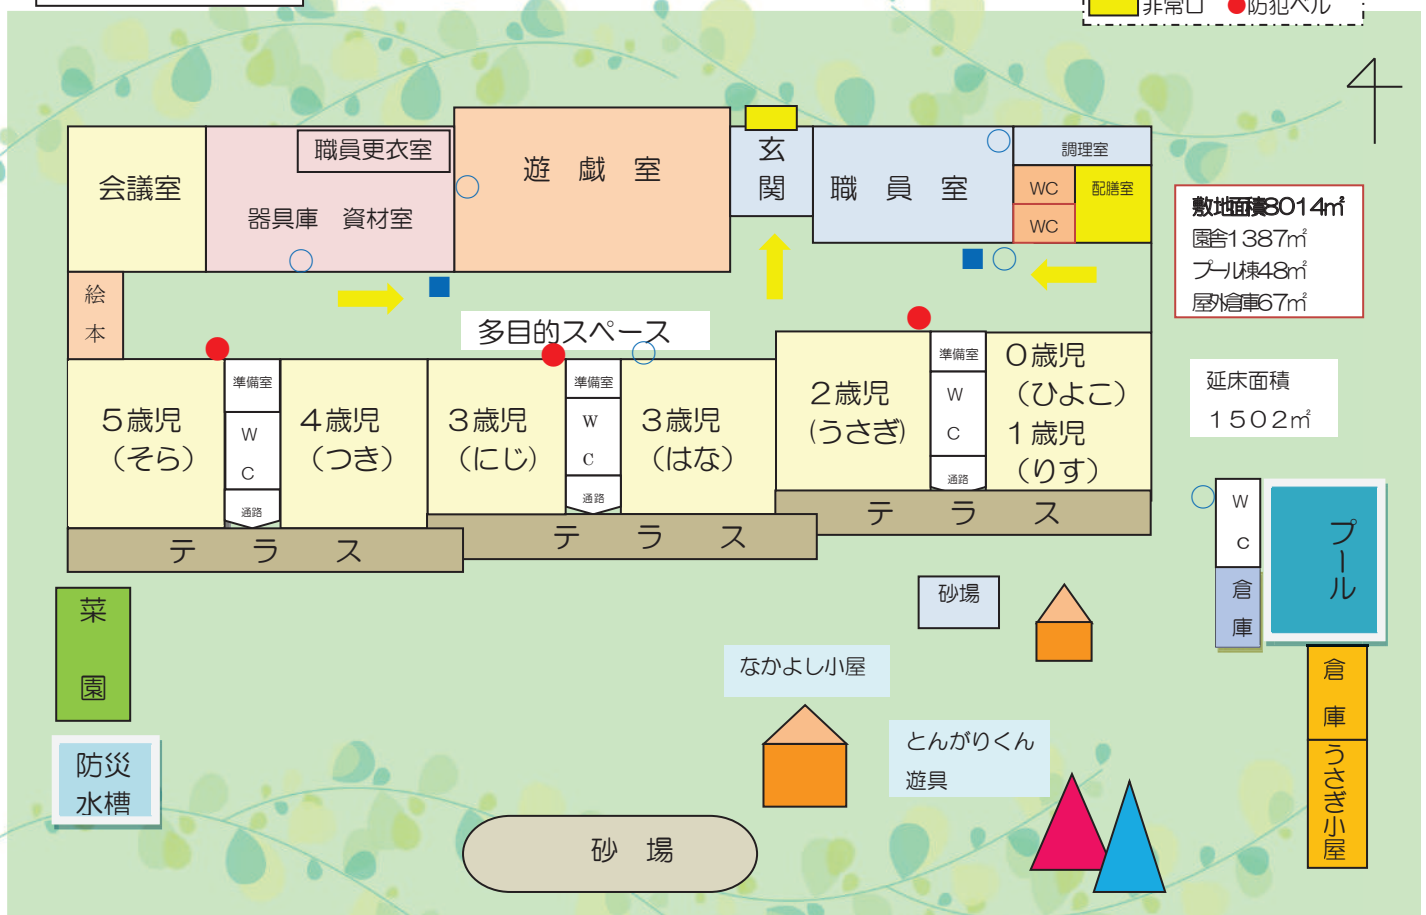 非常口 ●防犯ベル
職員更衣室
会議室
器具庫 資材室
遊 戯 室
玄関
職 員 室
調理室
WC
配膳室
WC
敷地面積8014㎡
園舎1387㎡
プール棟48㎡
屋外倉庫67㎡
絵本
多目的スペース
延床面積
1502㎡
5歳児
(そら)
準備室
WC
通路
4歳児
(つき)
3歳児
(にじ)
準備室
WC
通路
3歳児
(はな)
2歳児
(うさぎ)
準備室
WC
通路
0歳児
(ひよこ)
1歳児
(りす)
テ ラ ス
テ ラ ス
テ ラ ス
WC
倉庫
プール
倉庫
うさぎ小屋
菜園
防災
水槽
砂場
なかよし小屋
とんがりくん
遊具
砂 場